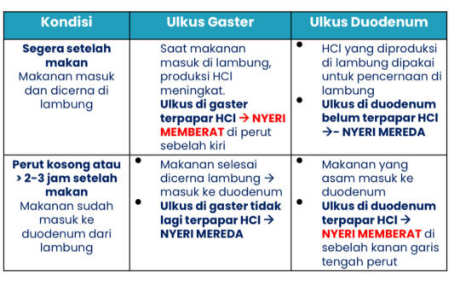 Kondisi
Ulkus Gaster
Ulkus Duodenum
Segera setelah
makan
Makanan masuk
dan dicerna di
lambung
Saat makanan
masuk di lambung,
produksi HCl
meningkat.
Ulkus di gaster
terpapar HCl → NYERI
MEMBERAT di perut
sebelah kiri
• HCl yang diproduksi
di lambung dipakai
untuk pencernaan di
lambung
• Ulkus di duodenum
belum terpapar HCl
→- NYERI MEREDA
Perut kosong atau
> 2-3 jam setelah
makan
Makanan sudah
masuk ke
duodenum dari
lambung
• Makanan selesai
dicerna lambung →
masuk ke duodenum
• Ulkus di gaster tidak
lagi terpapar HCl →
NYERI MEREDA
• Makanan yang
asam masuk ke
duodenum
• Ulkus di duodenum
terpapar HCl →
NYERI MEMBERAT di
sebelah kanan garis
tengah perut